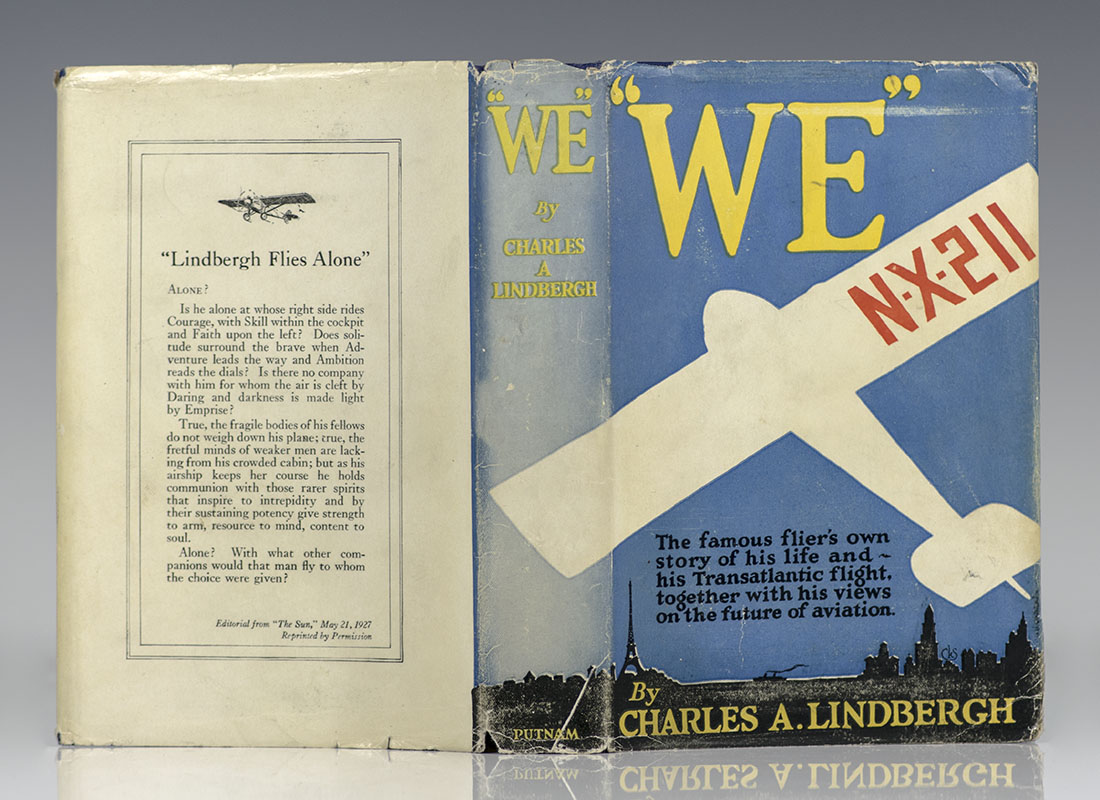 "Lindbergh Flies Alone"
ALONE?
Is he alone at whose right side rides
Courage, with Skill within the cockpit
and Faith upon the left? Does soli-
tude surround the brave when Ad-
venture leads the way and Ambition
reads the dials? Is there no company
with him for whom the air is cleft by
Daring and darkness is made light
by Emprise?
True, the fragile bodies of his fellows
do not weigh down his plane; true, the
fretful minds of weaker men are lack-
ing from his crowded cabin; but as his
airship keeps her course he holds
communion with those rarer spirits
that inspire to intrepidity and by
their sustaining potency give strength
to arm, resource to mind, content to
soul.
Alone? With what other com-
panions would that man fly to whom
the choice were given?
Editorial from "The Sun," May 21, 1927
Reprinted by Permission
"WE"
By
CHARLES
A
LINDBERGH
PUTNAM
"WE"
N-X-211
The famous flier's own
story of his life and ~
his Transatlantic flight,
together with his views
on the future of aviation.
By
CHARLES A. LINDBERGH